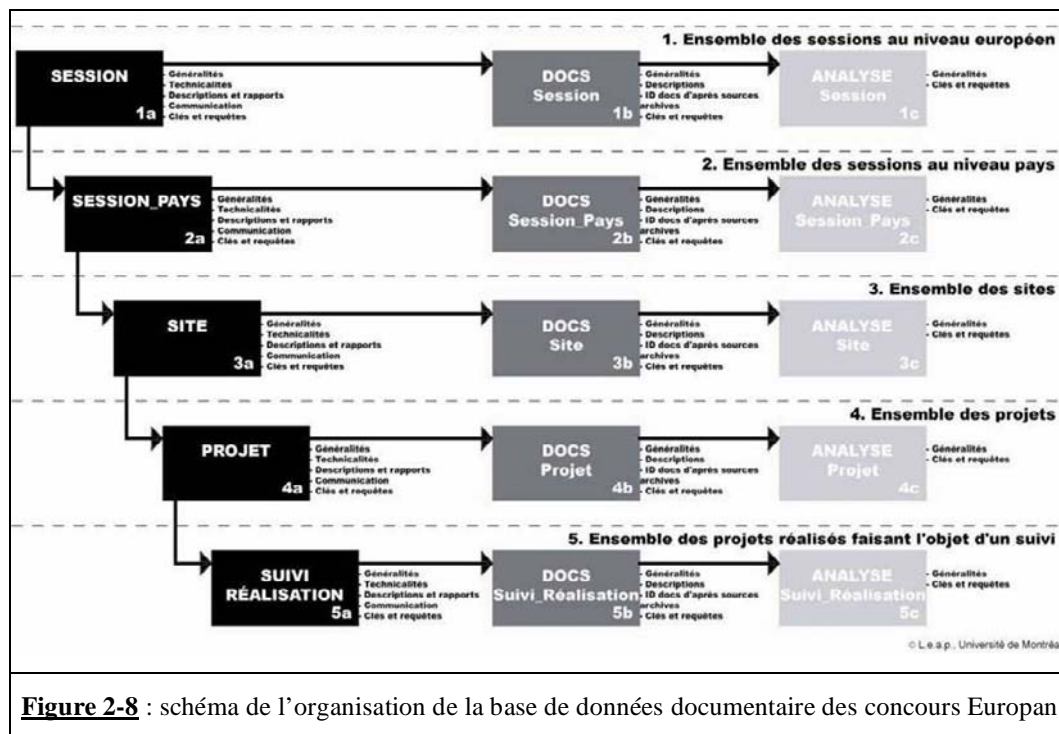 1. Ensemble des sessions au niveau européen
SESSION
1a
- Généralités
- Technicalités
- Descriptions et rapports
- Communication
- Clés et requêtes
DOCS
Session
1b
- Généralités
- Descriptions
- ID docs d'après sources
archives
- Clés et requêtes
ANALYSE
Session
1c
- Généralités
- Clés et requêtes
2. Ensemble des sessions au niveau pays
SESSION_PAYS
2a
- Généralités
- Technicalités
- Descriptions et rapports
- Communication
- Clés et requêtes
DOCS
Session_Pays
2b
- Généralités
- Descriptions
- ID docs d'après sources
archives
- Clés et requêtes
ANALYSE
Session_Pays
2c
- Généralités
- Clés et requêtes
3. Ensemble des sites
SITE
3a
- Généralités
- Technicalités
- Descriptions et rapports
- Communication
- Clés et requêtes
DOCS
Site
3b
- Généralités
- Descriptions
- ID docs d'après sources
archives
- Clés et requêtes
ANALYSE
Site
3c
- Généralités
- Clés et requêtes
4. Ensemble des projets
PROJET
4a
- Généralités
- Technicalités
- Descriptions et rapports
- Communication
- Clés et requêtes
DOCS
Projet
4b
- Généralités
- Descriptions
- ID docs d'après sources
archives
- Clés et requêtes
ANALYSE
Projet
4c
- Généralités
- Clés et requêtes
5. Ensemble des projets réalisés faisant l'objet d'un suivi
SUIVI
RÉALISATION
5a
- Généralités
- Technicalités
- Descriptions et rapports
- Communication
- Clés et requêtes
DOCS
Suivi_Réalisation
5b
- Généralités
- Descriptions
- ID docs d'après sources
archives
- Clés et requêtes
ANALYSE
Suivi_Réalisation
5c
- Généralités
- Clés et requêtes
© L.e.a.p., Université de Montréa
Figure 2-8 : schéma de l'organisation de la base de données documentaire des concours Europan